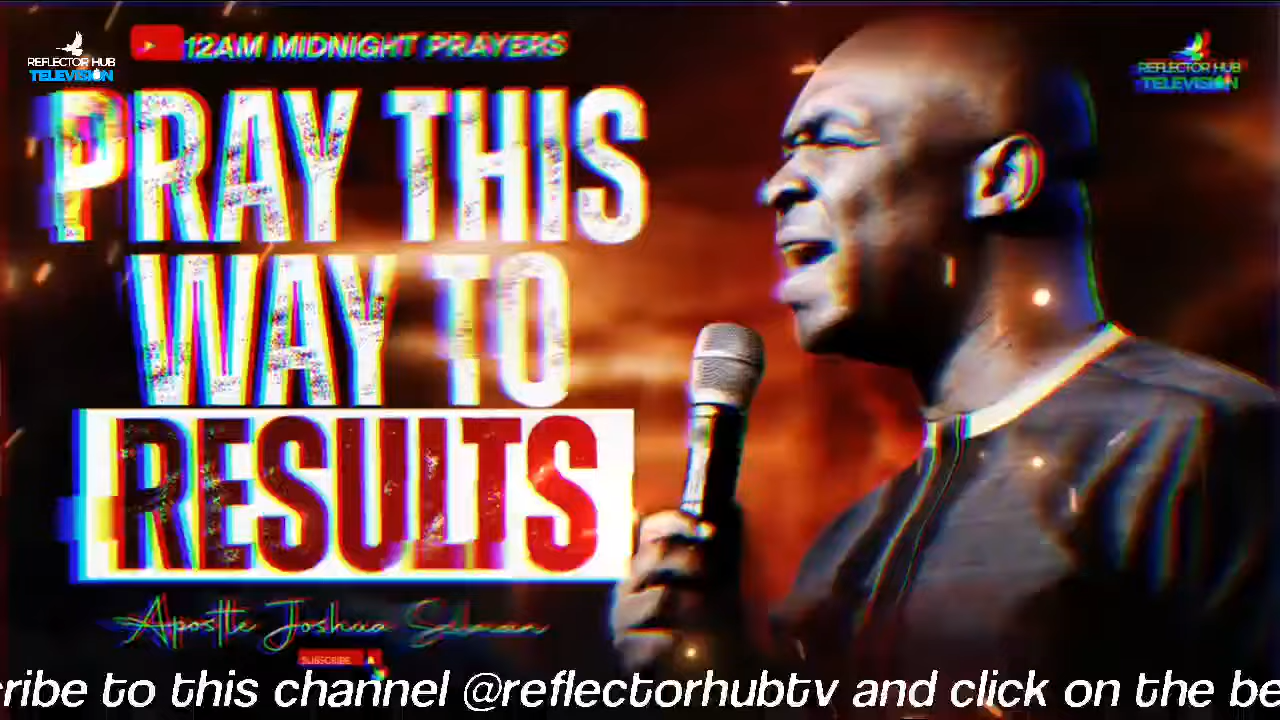 12AM MIDNIGHT PRAYERS
REFLECTOR HUB
TELEVISION
REFLECTOR HUB
TELEVISION
PRAY THIS
WAY TO
RESULTS
Apostle Joshua Selman
SUBSCRIBE
cribe to this channel @reflectorhubtv and click on the be